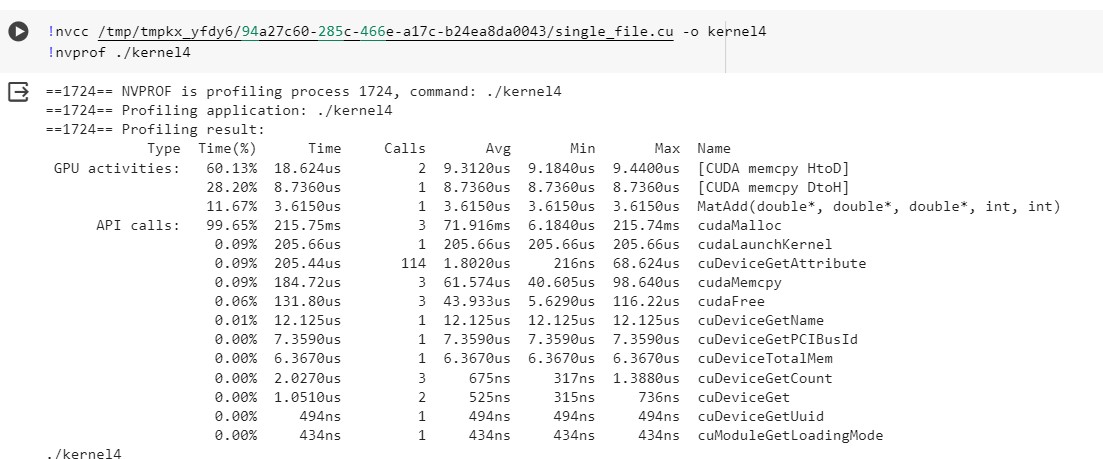 !nvcc /tmp/tmpkx_yfdy6/94a27c60-285c-466e-a17c-b24ea8da0043/single_file.cu -o kernel4
!nvprof ./kernel4
==1724== NVPROF is profiling process 1724, command: ./kernel4
==1724== Profiling application: ./kernel4
==1724== Profiling result:
Type Time(%) Time Calls Avg Min Max Name
GPU activities: 60.13% 18.624us 2 9.3120us 9.1840us 9.4400us [CUDA memcpy HtoD]
28.20% 8.7360us 1 8.7360us 8.7360us 8.7360us [CUDA memcpy DtoH]
11.67% 3.6150us 1 3.6150us 3.6150us 3.6150us MatAdd(double*, double*, double*, int, int)
API calls: 99.65% 215.75ms 3 71.916ms 6.1840us 215.74ms cudaMalloc
0.09% 205.66us 1 205.66us 205.66us 205.66us cudaLaunchKernel
0.09% 205.44us 114 1.8020us 216ns 68.624us cuDeviceGetAttribute
0.09% 184.72us 3 61.574us 40.605us 98.640us cudaMemcpy
0.06% 131.80us 3 43.933us 5.6290us 116.22us cudaFree
0.01% 12.125us 1 12.125us 12.125us 12.125us cuDeviceGetName
0.00% 7.3590us 1 7.3590us 7.3590us 7.3590us cuDeviceGetPCIBusId
0.00% 6.3670us 1 6.3670us 6.3670us 6.3670us cuDeviceTotalMem
0.00% 2.0270us 3 675ns 317ns 1.3880us cuDeviceGetCount
0.00% 1.0510us 2 525ns 315ns 736ns cuDeviceGet
0.00% 494ns 1 494ns 494ns 494ns cuDeviceGetUuid
0.00% 434ns 1 434ns 434ns 434ns cuModuleGetLoadingMode
./kernel4